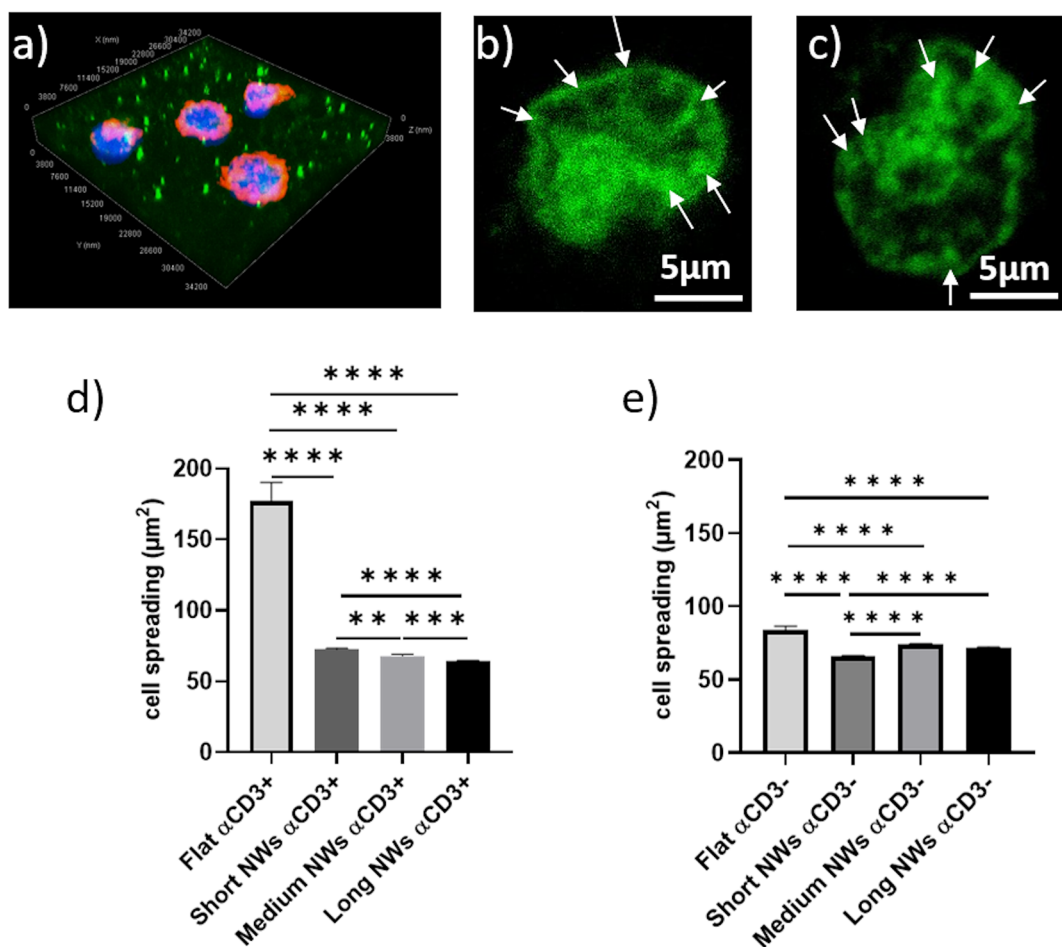 a)
X (nm)
34200
30400
26600
22800
19000
15200
11400
7600
3800
0
0
3800
7600
11400
15200
19000
22800
26600
30400
34200
Y (nm)
0
Z (nm)
3800
b)
5µm
c)
5µm
d)
cell spreading (µm²)
200
150
100
50
0
****
****
****
****
** ***
Flat αCD3+
Short NWs αCD3+
Medium NWs αCD3+
Long NWs αCD3+
e)
cell spreading (µm²)
200
150
100
50
0
****
****
**** ****
****
Flat αCD3-
Short NWs αCD3-
Medium NWs αCD3-
Long NWs αCD3-